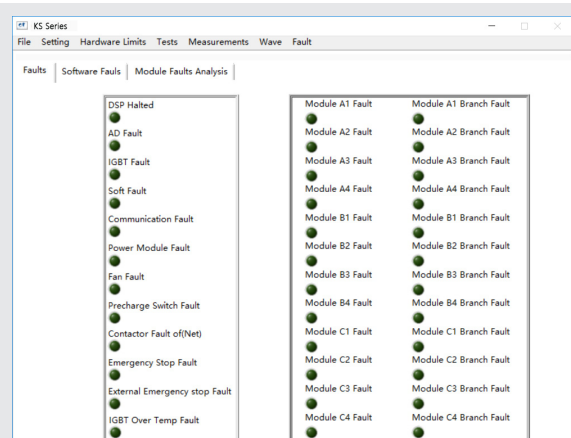 KS Series
File Setting Hardware Limits Tests Measurements Wave Fault
Faults Software Fauls Module Faults Analysis
DSP Halted
AD Fault
IGBT Fault
Soft Fault
Communication Fault
Power Module Fault
Fan Fault
Precharge Switch Fault
Contactor Fault of(Net)
Emergency Stop Fault
External Emergency stop Fault
IGBT Over Temp Fault
Module A1 Fault Module A1 Branch Fault
Module A2 Fault Module A2 Branch Fault
Module A3 Fault Module A3 Branch Fault
Module A4 Fault Module A4 Branch Fault
Module B1 Fault Module B1 Branch Fault
Module B2 Fault Module B2 Branch Fault
Module B3 Fault Module B3 Branch Fault
Module B4 Fault Module B4 Branch Fault
Module C1 Fault Module C1 Branch Fault
Module C2 Fault Module C2 Branch Fault
Module C3 Fault Module C3 Branch Fault
Module C4 Fault Module C4 Branch Fault